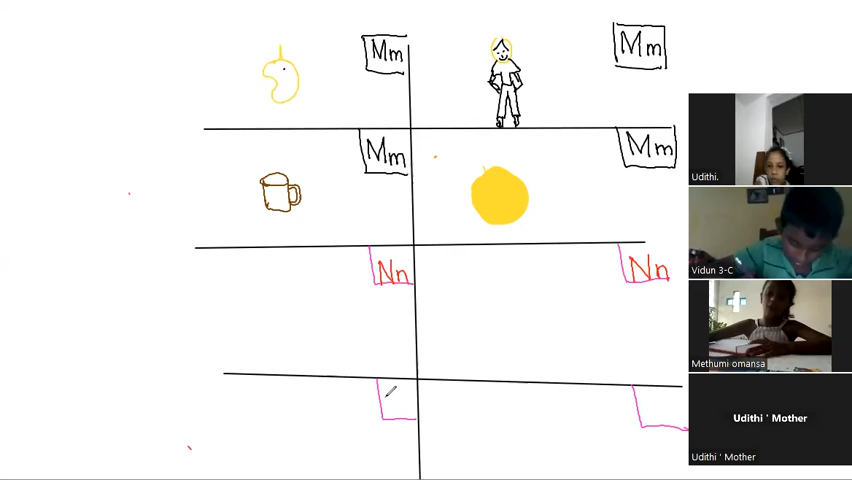 Mm
Mm
Mm
Mm
Nn
Nn
Udithi.
Vidun 3-C
Methumi omansa
Udithi ' Mother
Udithi ' Mother